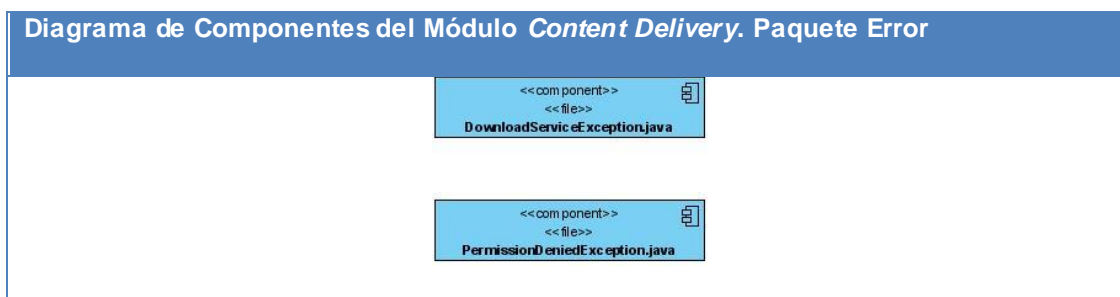 Diagrama de Componentes del Módulo Content Delivery. Paquete Error
<<component>>
<<file>>
DownloadServiceException.java
<<component>>
<<file>>
PermissionDeniedException.java